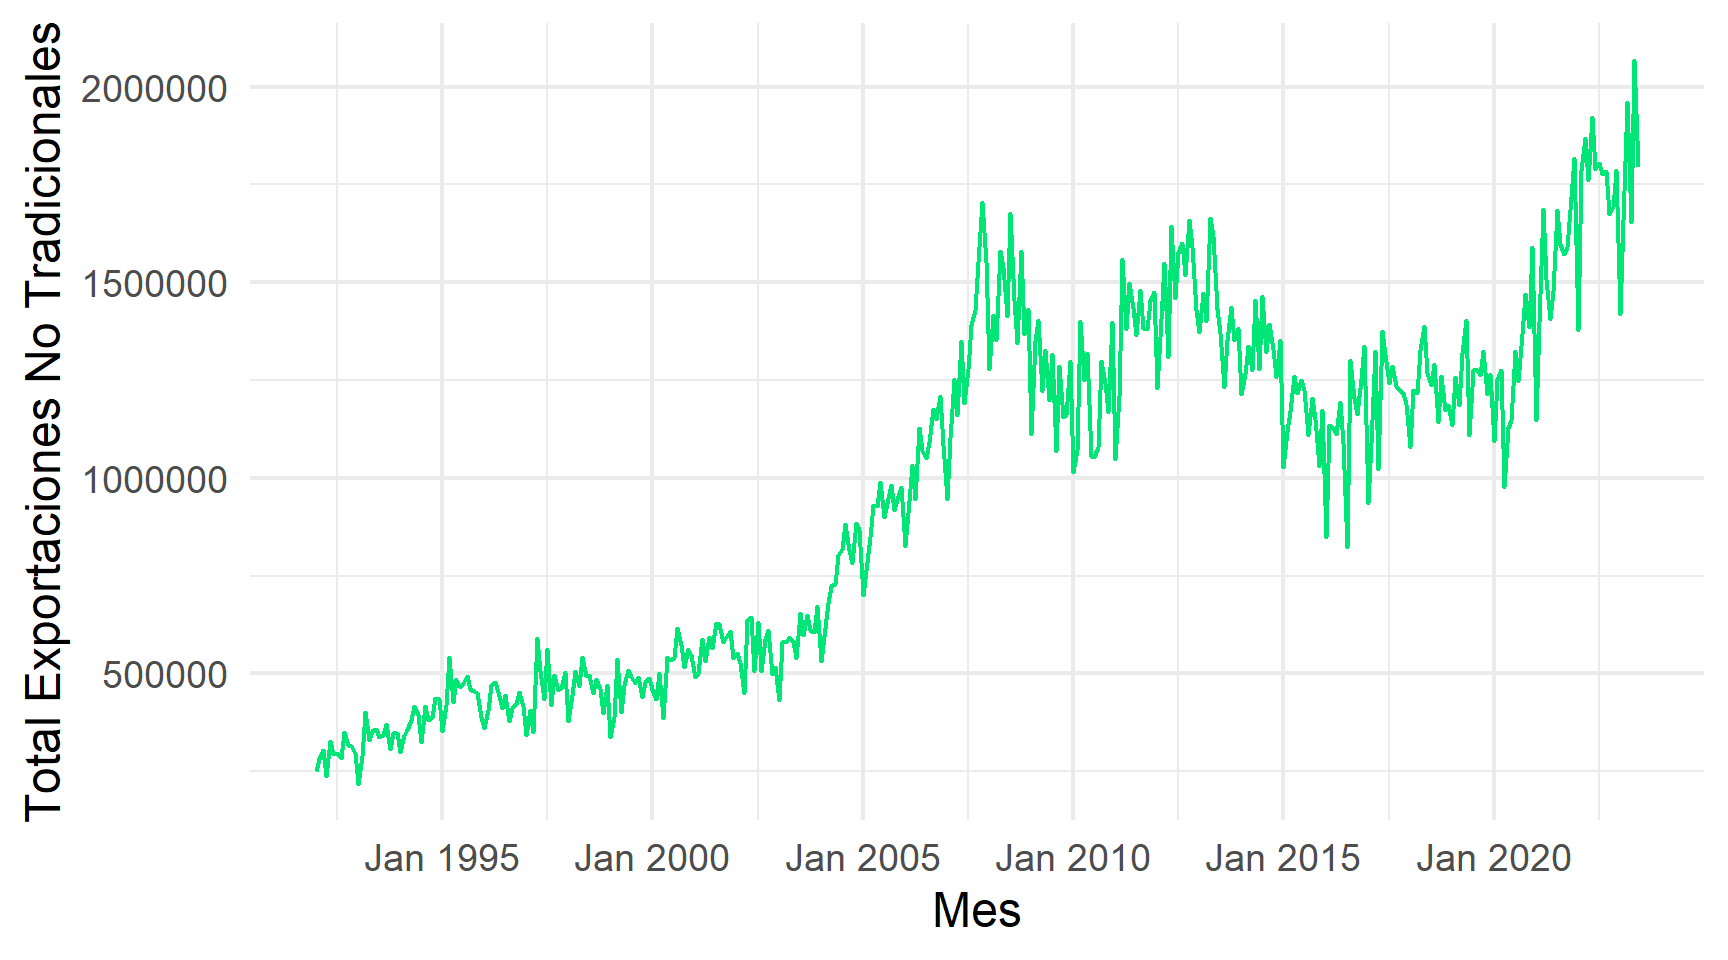 Total Exportaciones No Tradicionales
2000000
1500000
1000000
500000
Jan 1995 Jan 2000 Jan 2005 Jan 2010 Jan 2015 Jan 2020
Mes